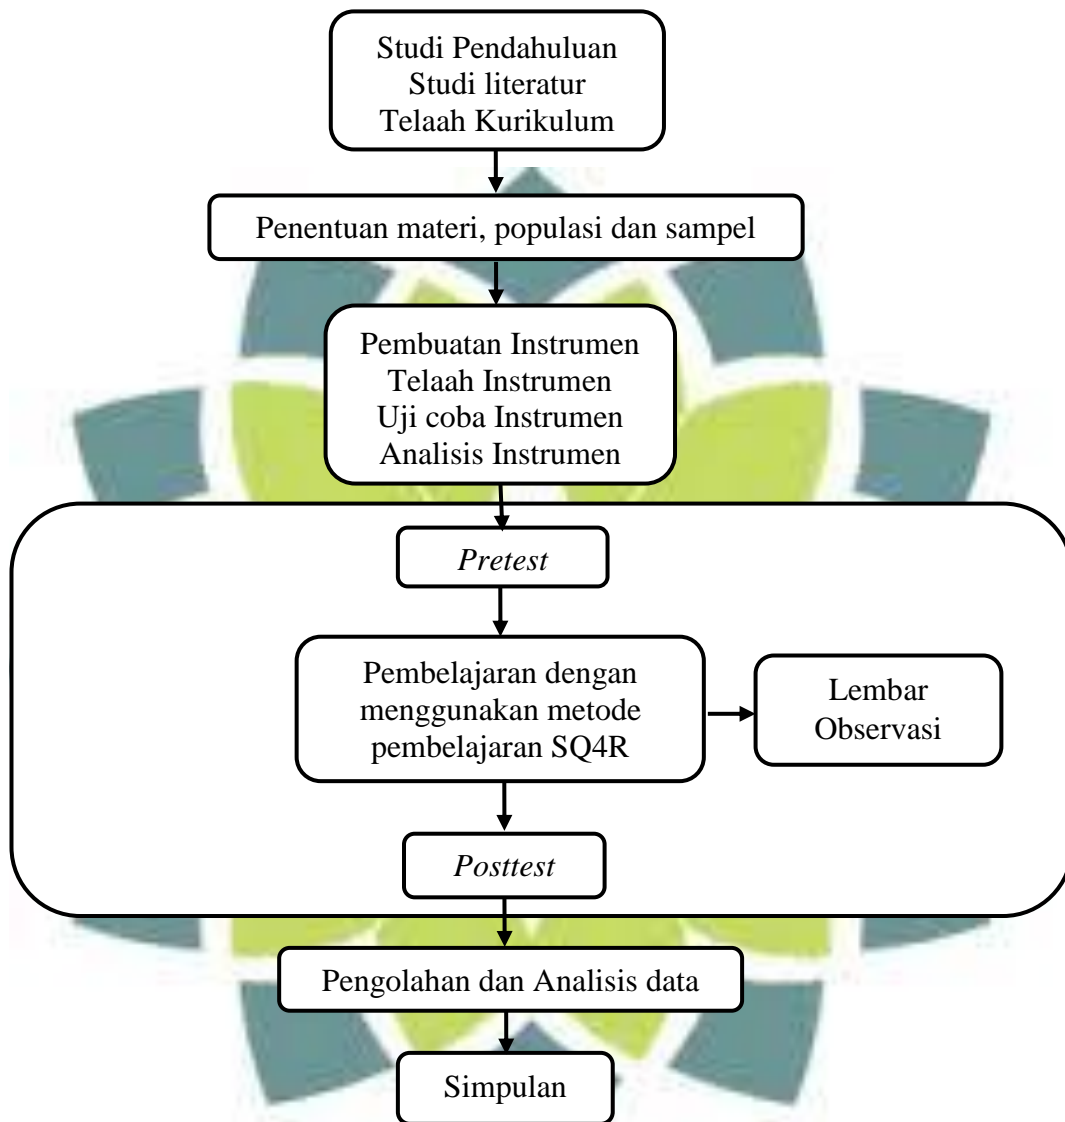 Studi Pendahuluan
Studi literatur
Telaah Kurikulum
Penentuan materi, populasi dan sampel
Pembuatan Instrumen
Telaah Instrumen
Uji coba Instrumen
Analisis Instrumen
Pretest
Pembelajaran dengan
menggunakan metode
pembelajaran SQ4R
Lembar
Observasi
Posttest
Pengolahan dan Analisis data
Simpulan